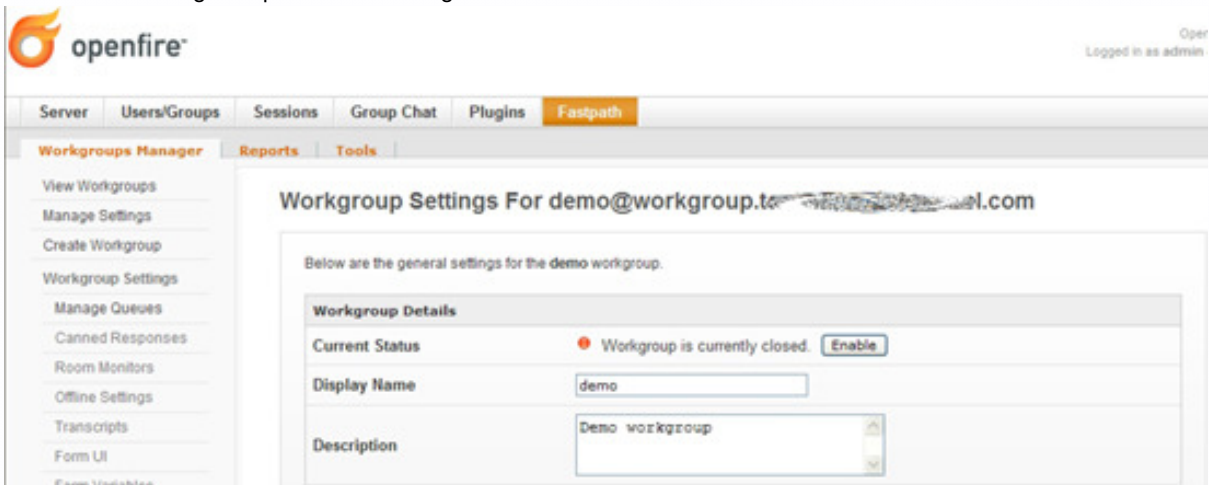 openfire
Open
Logged in as admin
Server Users/Groups Sessions Group Chat Plugins Fastpath
Workgroups Manager Reports Tools
View Workgroups
Manage Settings
Create Workgroup
Workgroup Settings
Manage Queues
Canned Responses
Room Monitors
Offline Settings
Transcripts
Form UI
Form Variables
Workgroup Settings For demo@workgroup.t l.com
Below are the general settings for the demo workgroup.
Workgroup Details
Current Status Workgroup is currently closed. Enable
Display Name demo
Description Demo workgroup